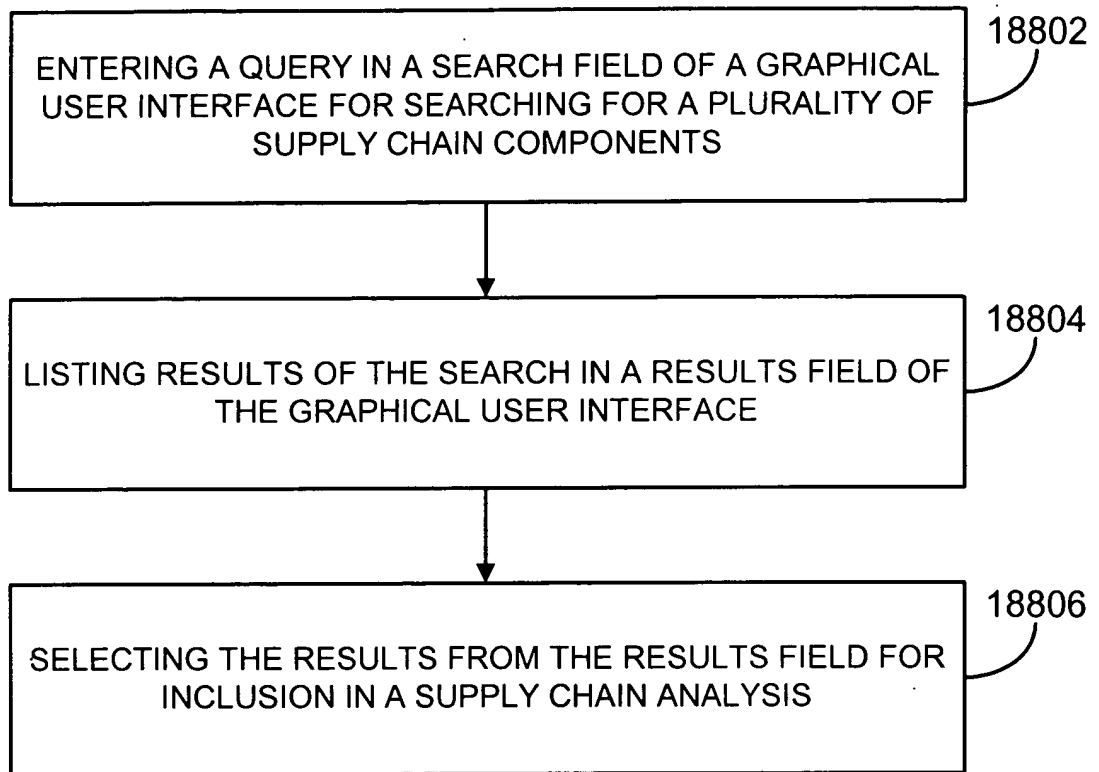 18802
ENTERING A QUERY IN A SEARCH FIELD OF A GRAPHICAL
USER INTERFACE FOR SEARCHING FOR A PLURALITY OF
SUPPLY CHAIN COMPONENTS
18804
LISTING RESULTS OF THE SEARCH IN A RESULTS FIELD OF
THE GRAPHICAL USER INTERFACE
18806
SELECTING THE RESULTS FROM THE RESULTS FIELD FOR
INCLUSION IN A SUPPLY CHAIN ANALYSIS